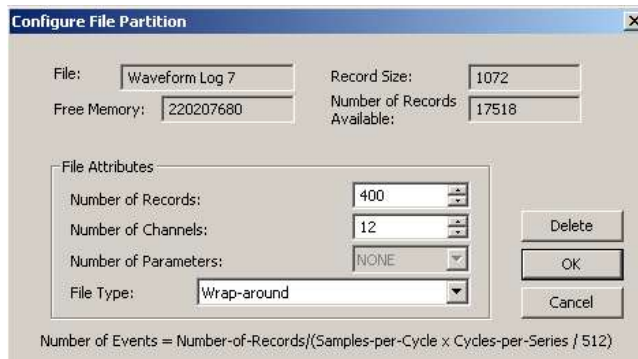 Configure File Partition
File: Waveform Log 7 Record Size: 1072
Free Memory: 220207680 Number of Records Available: 17518
File Attributes
Number of Records: 400
Number of Channels: 12
Number of Parameters: NONE
File Type: Wrap-around
Delete
OK
Cancel
Number of Events = Number-of-Records/(Samples-per-Cycle x Cycles-per-Series / 512)